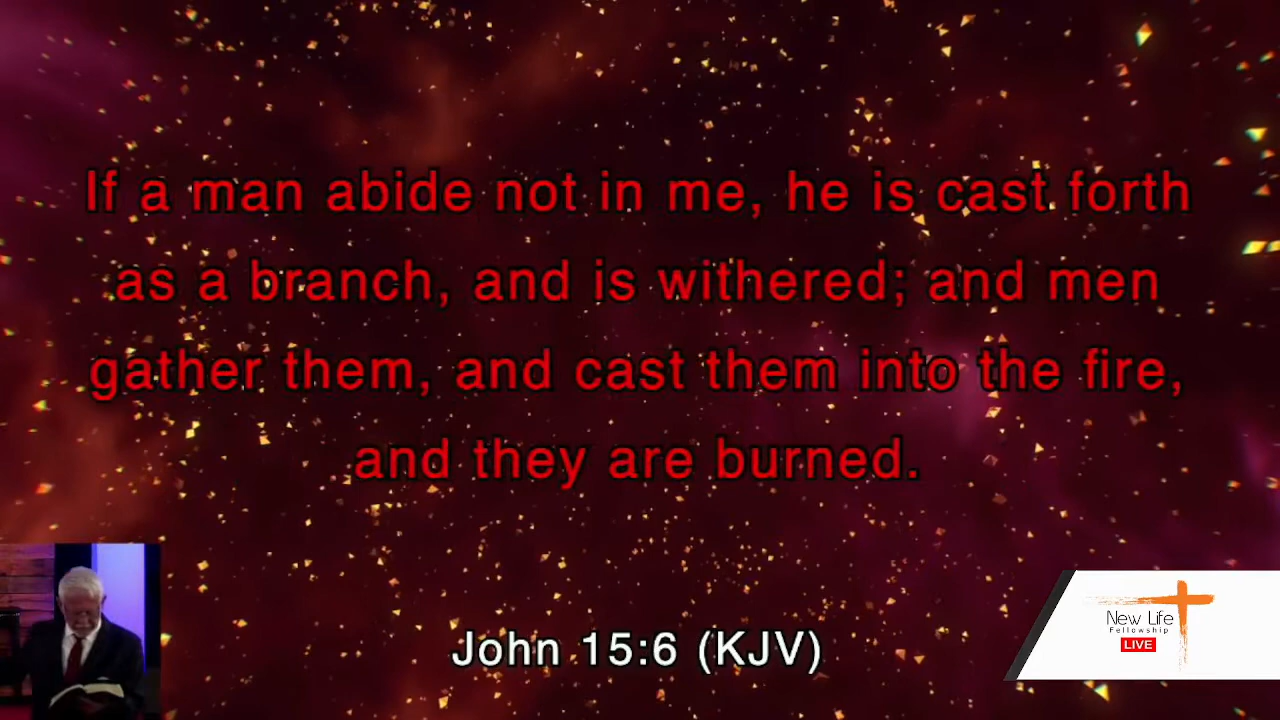 If a man abide not in me, he is cast forth
as a branch, and is withered; and men
gather them, and cast them into the fire,
and they are burned.
John 15:6 (KJV)
New Life
Fellowship
LIVE